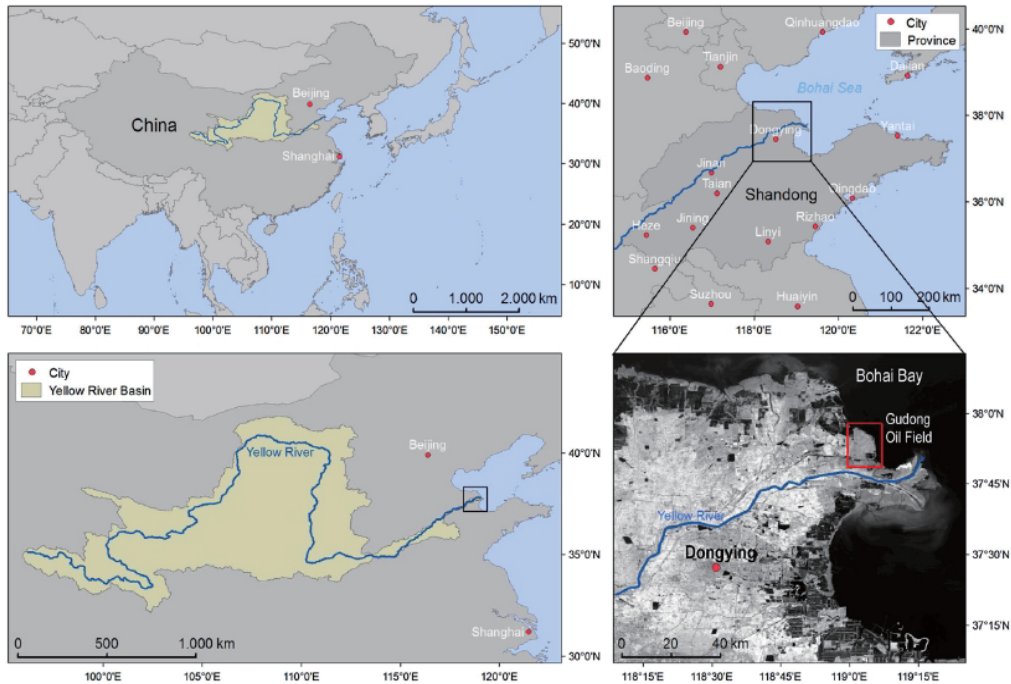 50°0'N
40°0'N
30°0'N
20°0'N
10°0'N
China
Beijing
Shanghai
0 1.000 2.000 km
70°0'E 80°0'E 90°0'E 100°0'E 110°0'E 120°0'E 130°0'E 140°0'E 150°0'E
City
Province
Beijing
Qinhuangdao
Tianjin
Baoding
Dalian
Bohai Sea
Dongying
Yantai
Jinan
Taian
Shandong
Qingdao
Heze
Jining
Rizhao
Linyi
Shangqiu
Suzhou
Huaiyin
0 100 200 km
40°0'N
38°0'N
36°0'N
34°0'N
116°0'E 118°0'E 120°0'E 122°0'E
City
Yellow River Basin
Yellow River
Beijing
Shanghai
0 500 1.000 km
40°0'N
35°0'N
30°0'N
100°0'E 105°0'E 110°0'E 115°0'E 120°0'E
Bohai Bay
Gudong
Oil Field
Yellow River
Dongying
0 20 40 km
38°0'N
37°45'N
37°30'N
37°15'N
118°15'E 118°30'E 118°45'E 119°0'E 119°15'E